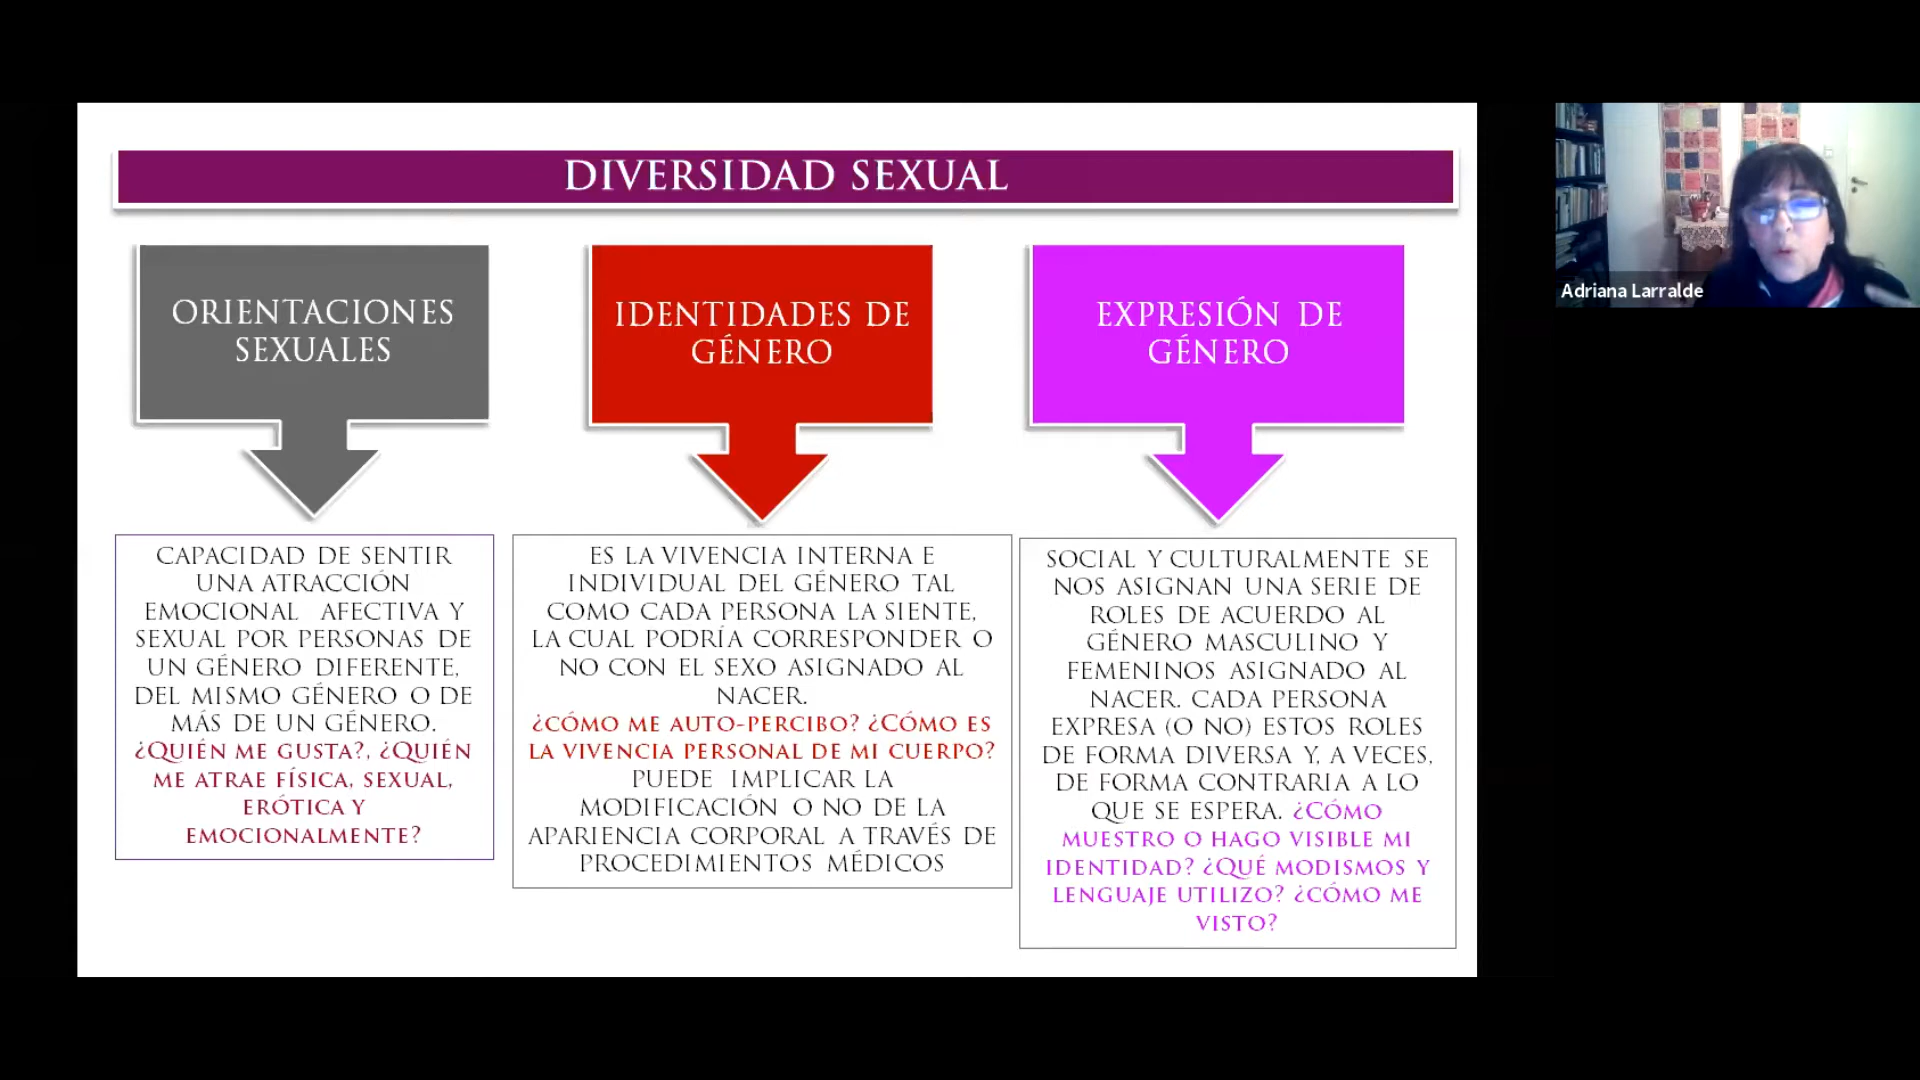 DIVERSIDAD SEXUAL
ORIENTACIONES
SEXUALES
CAPACIDAD DE SENTIR
UNA ATRACCIÓN
EMOCIONAL AFECTIVA Y
SEXUAL POR PERSONAS DE
UN GÉNERO DIFERENTE,
DEL MISMO GÉNERO O DE
MÁS DE UN GÉNERO.
¿QUIÉN ME GUSTA?, ¿QUIÉN
ME ATRAE FÍSICA, SEXUAL,
ERÓTICA Y
EMOCIONALMENTE?
IDENTIDADES DE
GÉNERO
ES LA VIVENCIA INTERNA E
INDIVIDUAL DEL GÉNERO TAL
COMO CADA PERSONA LA SIENTE,
LA CUAL PODRÍA CORRESPONDER O
NO CON EL SEXO ASIGNADO AL
NACER.
¿CÓMO ME AUTO-PERCIBO? ¿CÓMO ES
LA VIVENCIA PERSONAL DE MI CUERPO?
PUEDE IMPLICAR LA
MODIFICACIÓN O NO DE LA
APARIENCIA CORPORAL A TRAVÉS DE
PROCEDIMIENTOS MÉDICOS
EXPRESIÓN DE
GÉNERO
SOCIAL Y CULTURALMENTE SE
NOS ASIGNAN UNA SERIE DE
ROLES DE ACUERDO AL
GÉNERO MASCULINO Y
FEMENINOS ASIGNADO AL
NACER. CADA PERSONA
EXPRESA (O NO) ESTOS ROLES
DE FORMA DIVERSA Y, A VECES,
DE FORMA CONTRARIA A LO
QUE SE ESPERA. ¿CÓMO
MUESTRO O HAGO VISIBLE MI
IDENTIDAD? ¿QUÉ MODISMOS Y
LENGUAJE UTILIZO? ¿CÓMO ME
VISTO?
Adriana Larralde